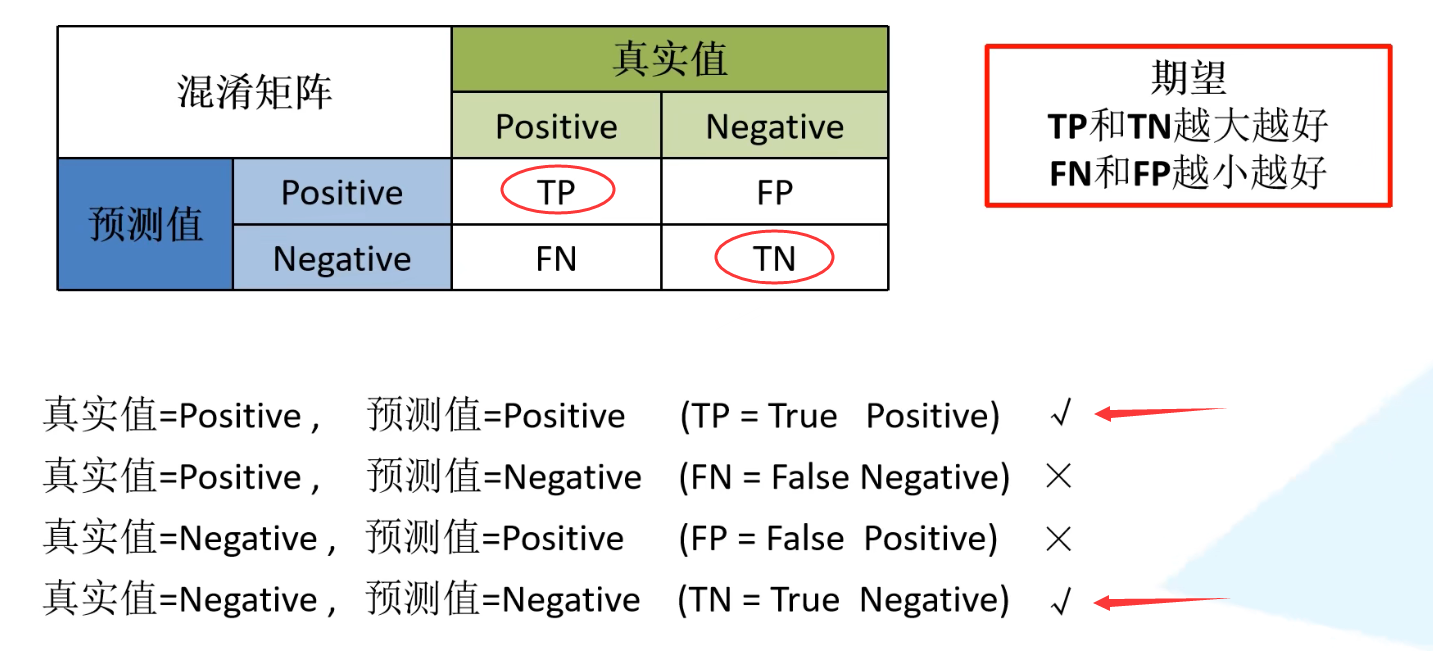 混淆矩阵
真实值
Positive Negative
预测值
Positive TP FP
Negative FN TN
期望
TP和TN越大越好
FN和FP越小越好
真实值=Positive , 预测值=Positive (TP = True Positive) √
真实值=Positive , 预测值=Negative (FN = False Negative) ×
真实值=Negative , 预测值=Positive (FP = False Positive) ×
真实值=Negative , 预测值=Negative (TN = True Negative) √